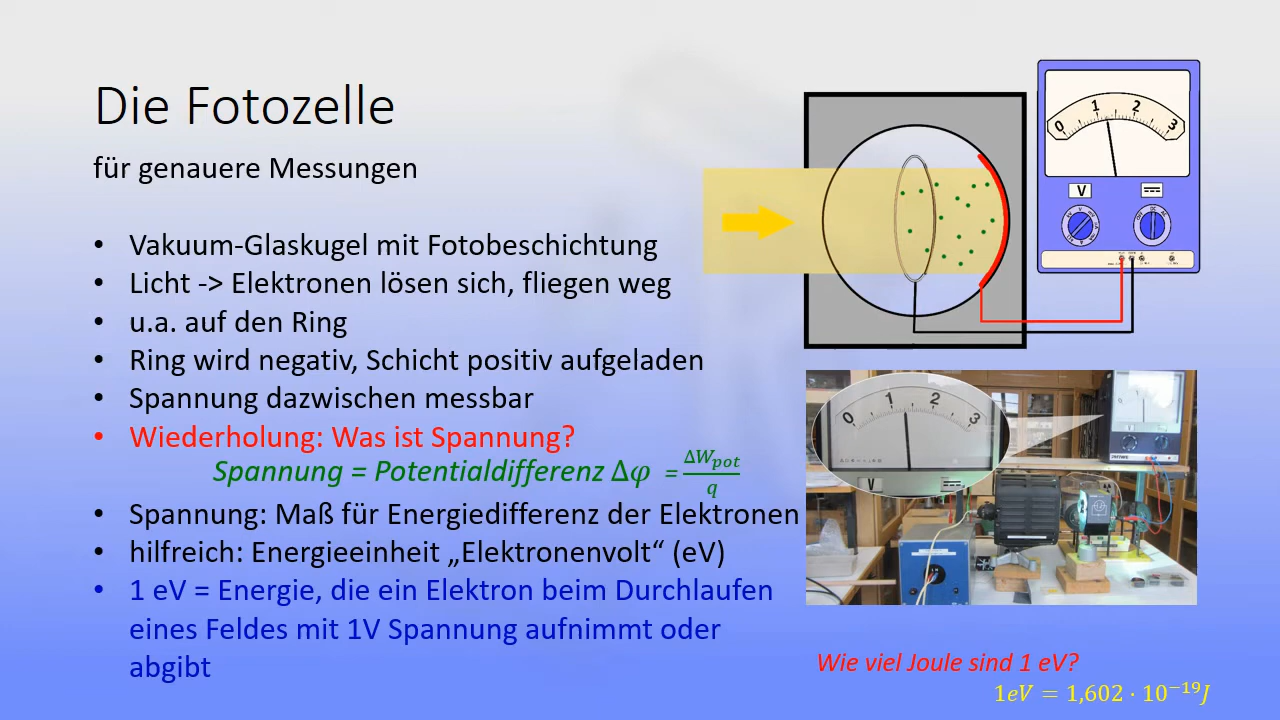 Die Fotozelle
für genauere Messungen
• Vakuum-Glaskugel mit Fotobeschichtung
• Licht -> Elektronen lösen sich, fliegen weg
• u.a. auf den Ring
• Ring wird negativ, Schicht positiv aufgeladen
• Spannung dazwischen messbar
• Wiederholung: Was ist Spannung?
Spannung = Potentialdifferenz Δφ = ΔW_pot/q
• Spannung: Maß für Energiedifferenz der Elektronen
• hilfreich: Energieeinheit „Elektronenvolt“ (eV)
• 1 eV = Energie, die ein Elektron beim Durchlaufen
eines Feldes mit 1V Spannung aufnimmt oder
abgibt
0 1 2 3
V
0 1 2 3
V
Wie viel Joule sind 1 eV?
1eV = 1,602 · 10⁻¹⁹J